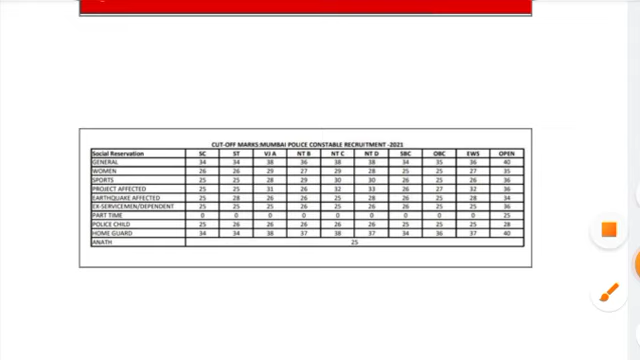 CUT-OFF MARKS:MUMBAI POLICE CONSTABLE RECRUITMENT -2021
Social Reservation SC ST VJ A NT B NT C NT D SBC OBC EWS OPEN
GENERAL 34 34 38 36 38 38 34 35 36 40
WOMEN 26 26 29 27 29 28 25 25 27 35
SPORTS 25 25 28 29 30 30 26 25 26 36
PROJECT AFFECTED 25 25 31 26 32 33 26 27 32 36
EARTHQUAKE AFFECTED 25 28 26 26 25 28 26 25 28 34
EX-SERVICEMEN/DEPENDENT 25 25 26 25 26 26 25 25 36
PART TIME 0 0 0 0 0 0 0 0 0 25
POLICE CHILD 25 26 26 26 26 26 25 25 25 28
HOME GUARD 34 34 38 37 38 37 34 36 37 40
ANATH 25